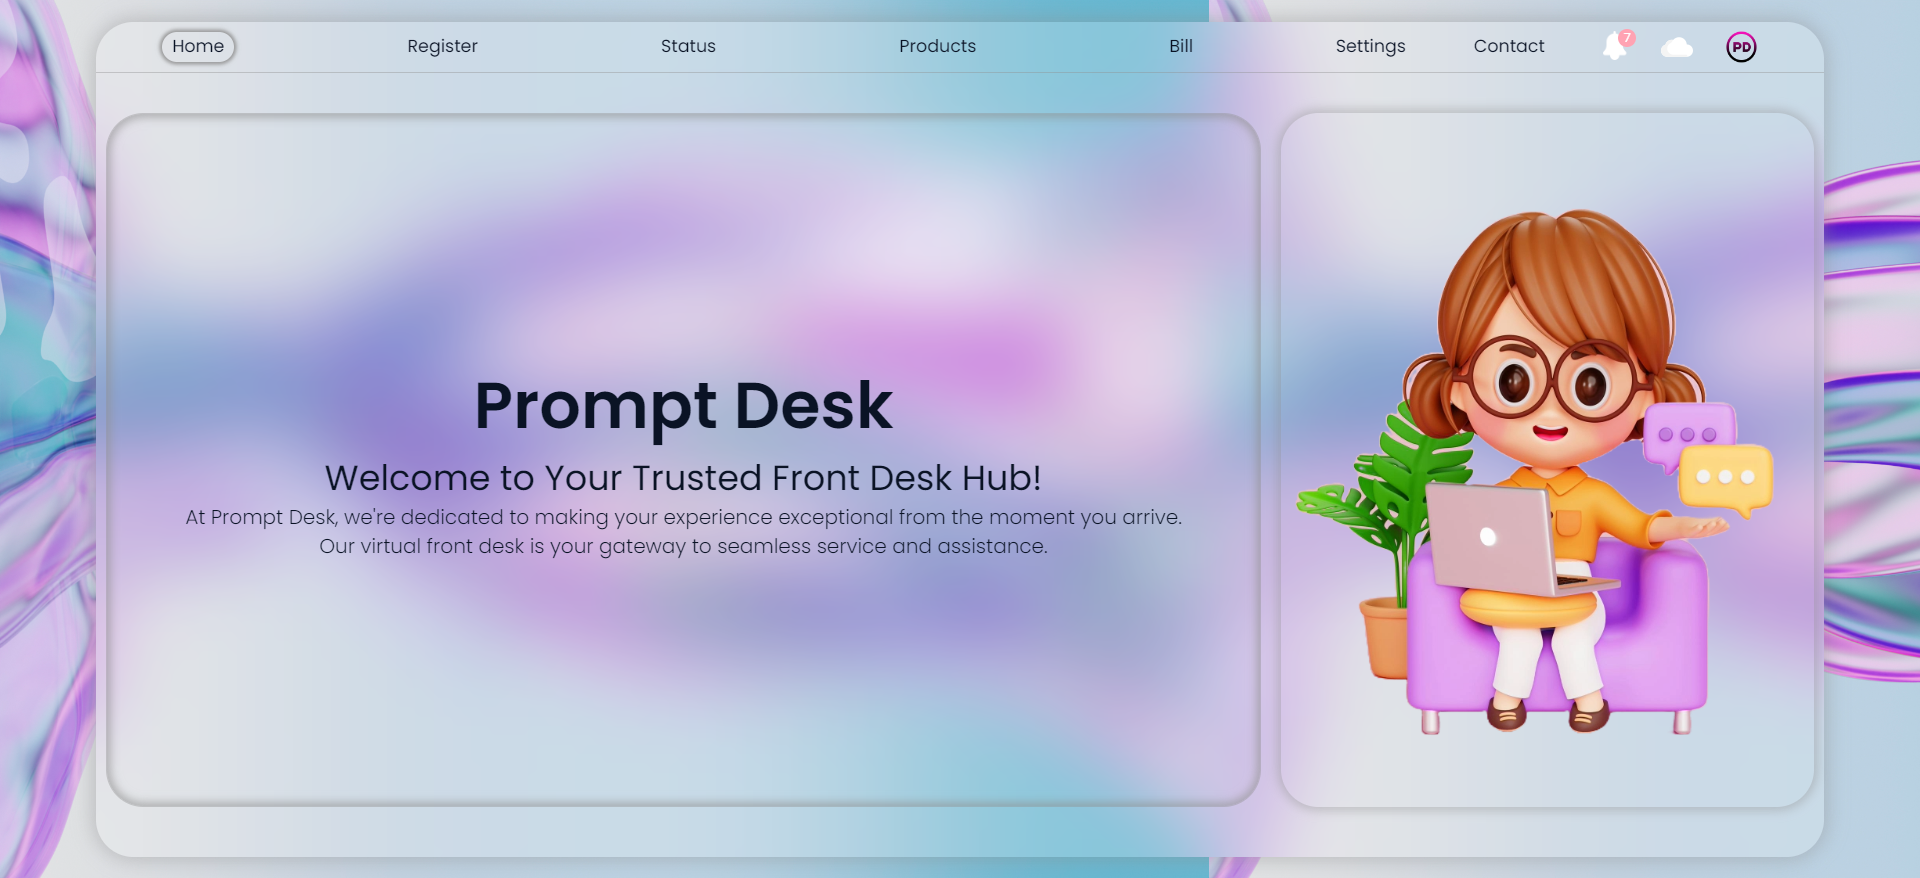 Home Register Status Products Bill Settings Contact 7 PD
Prompt Desk
Welcome to Your Trusted Front Desk Hub!
At Prompt Desk, we're dedicated to making your experience exceptional from the moment you arrive.
Our virtual front desk is your gateway to seamless service and assistance.